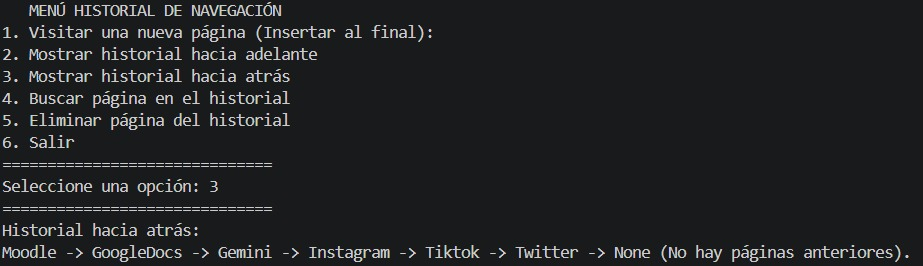 MENÚ HISTORIAL DE NAVEGACIÓN
1. Visitar una nueva página (Insertar al final):
2. Mostrar historial hacia adelante
3. Mostrar historial hacia atrás
4. Buscar página en el historial
5. Eliminar página del historial
6. Salir
==============================
Seleccione una opción: 3
==============================
Historial hacia atrás:
Moodle -> GoogleDocs -> Gemini -> Instagram -> Tiktok -> Twitter -> None (No hay páginas anteriores).